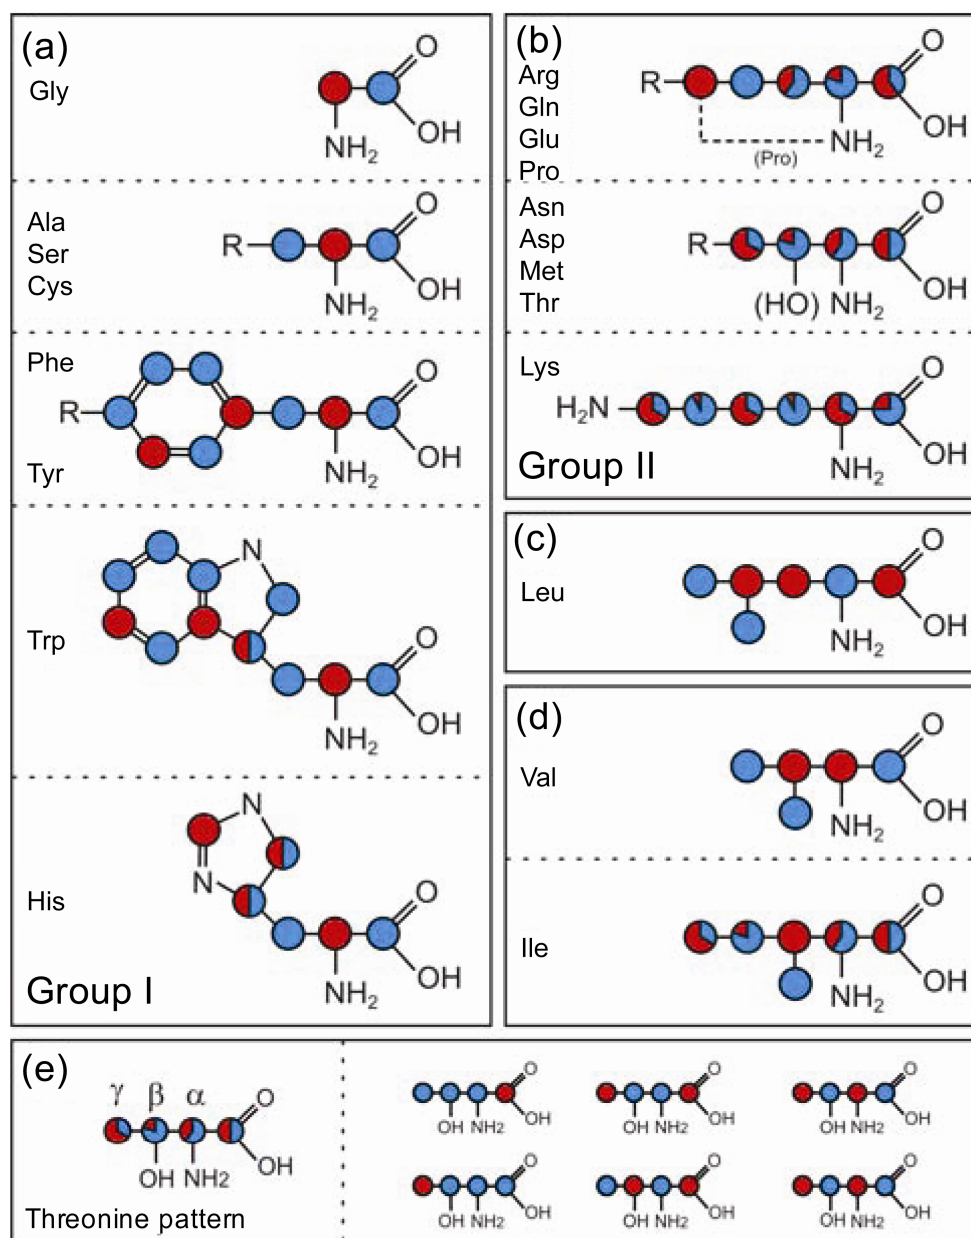 (a)
Gly
O
OH
NH2
Ala
Ser
Cys
R
O
OH
NH2
Phe
R
Tyr
O
OH
NH2
Trp
N
O
OH
NH2
His
N
N
O
OH
NH2
Group I
(b)
Arg
Gln
Glu
Pro
R
O
OH
NH2
(Pro)
Asn
Asp
Met
Thr
R
O
OH
(HO)
NH2
Lys
H2N
O
OH
NH2
Group II
(c)
Leu
O
OH
NH2
(d)
Val
O
OH
NH2
Ile
O
OH
NH2
(e)
γ β α
O
OH NH2 OH
Threonine pattern
O
OH
OH NH2
O
OH
OH NH2
O
OH
OH NH2
O
OH
OH NH2
O
OH
OH NH2
O
OH
OH NH2